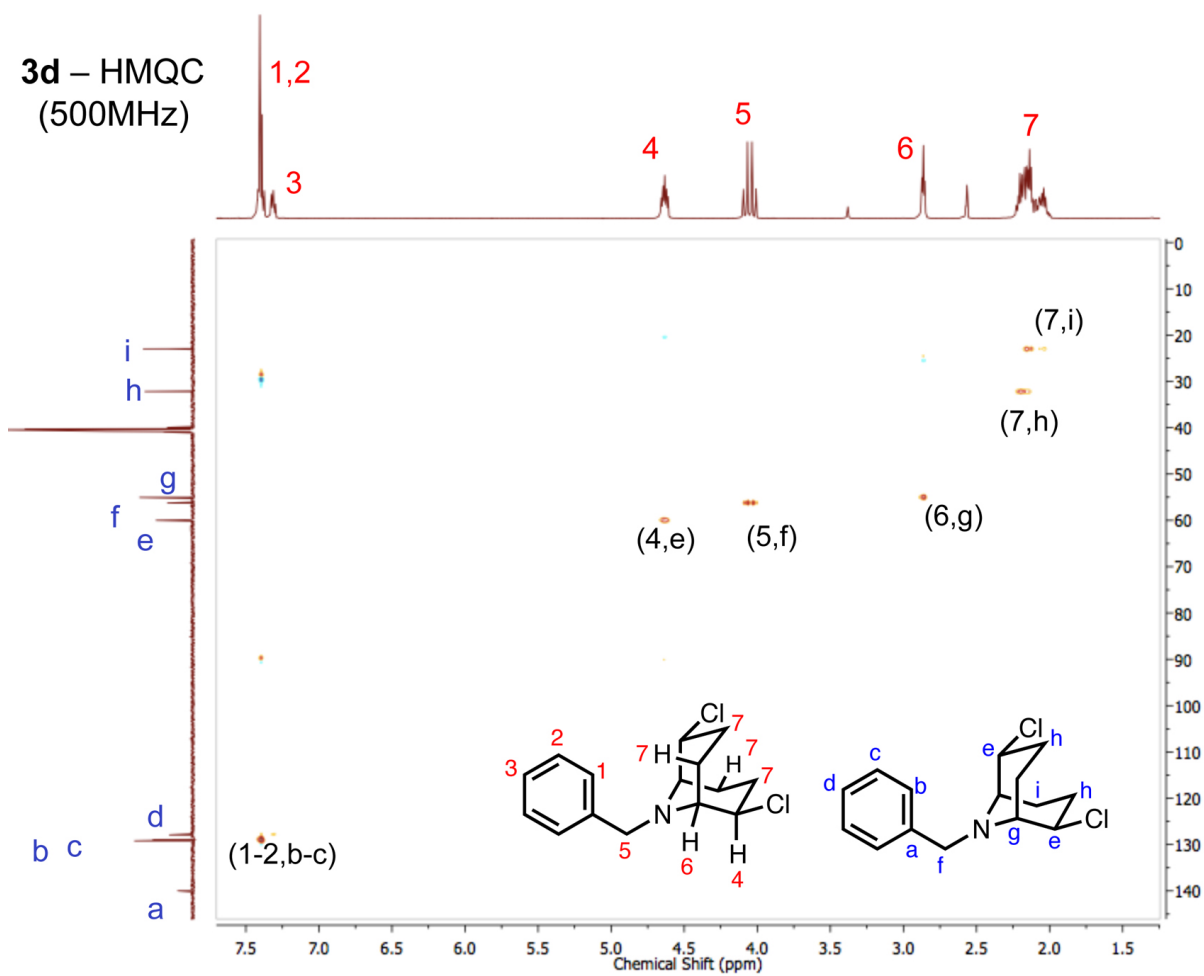 3d – HMQC
(500MHz)
1,2
3
4
5
6
7
i
h
g
f
e
d
b c
a
(7,i)
(7,h)
(6,g)
(5,f)
(4,e)
(1-2,b-c)
0
10
20
30
40
50
60
70
80
90
100
110
120
130
140
Cl
7
7
H
H
7
7
2
3
1
N
Cl
H
H
5
6
4
Cl
e
h
c
d
b
i
h
N
g
Cl
e
a
f
7.5 7.0 6.5 6.0 5.5 5.0 4.5 4.0 3.5 3.0 2.5 2.0 1.5
Chemical Shift (ppm)